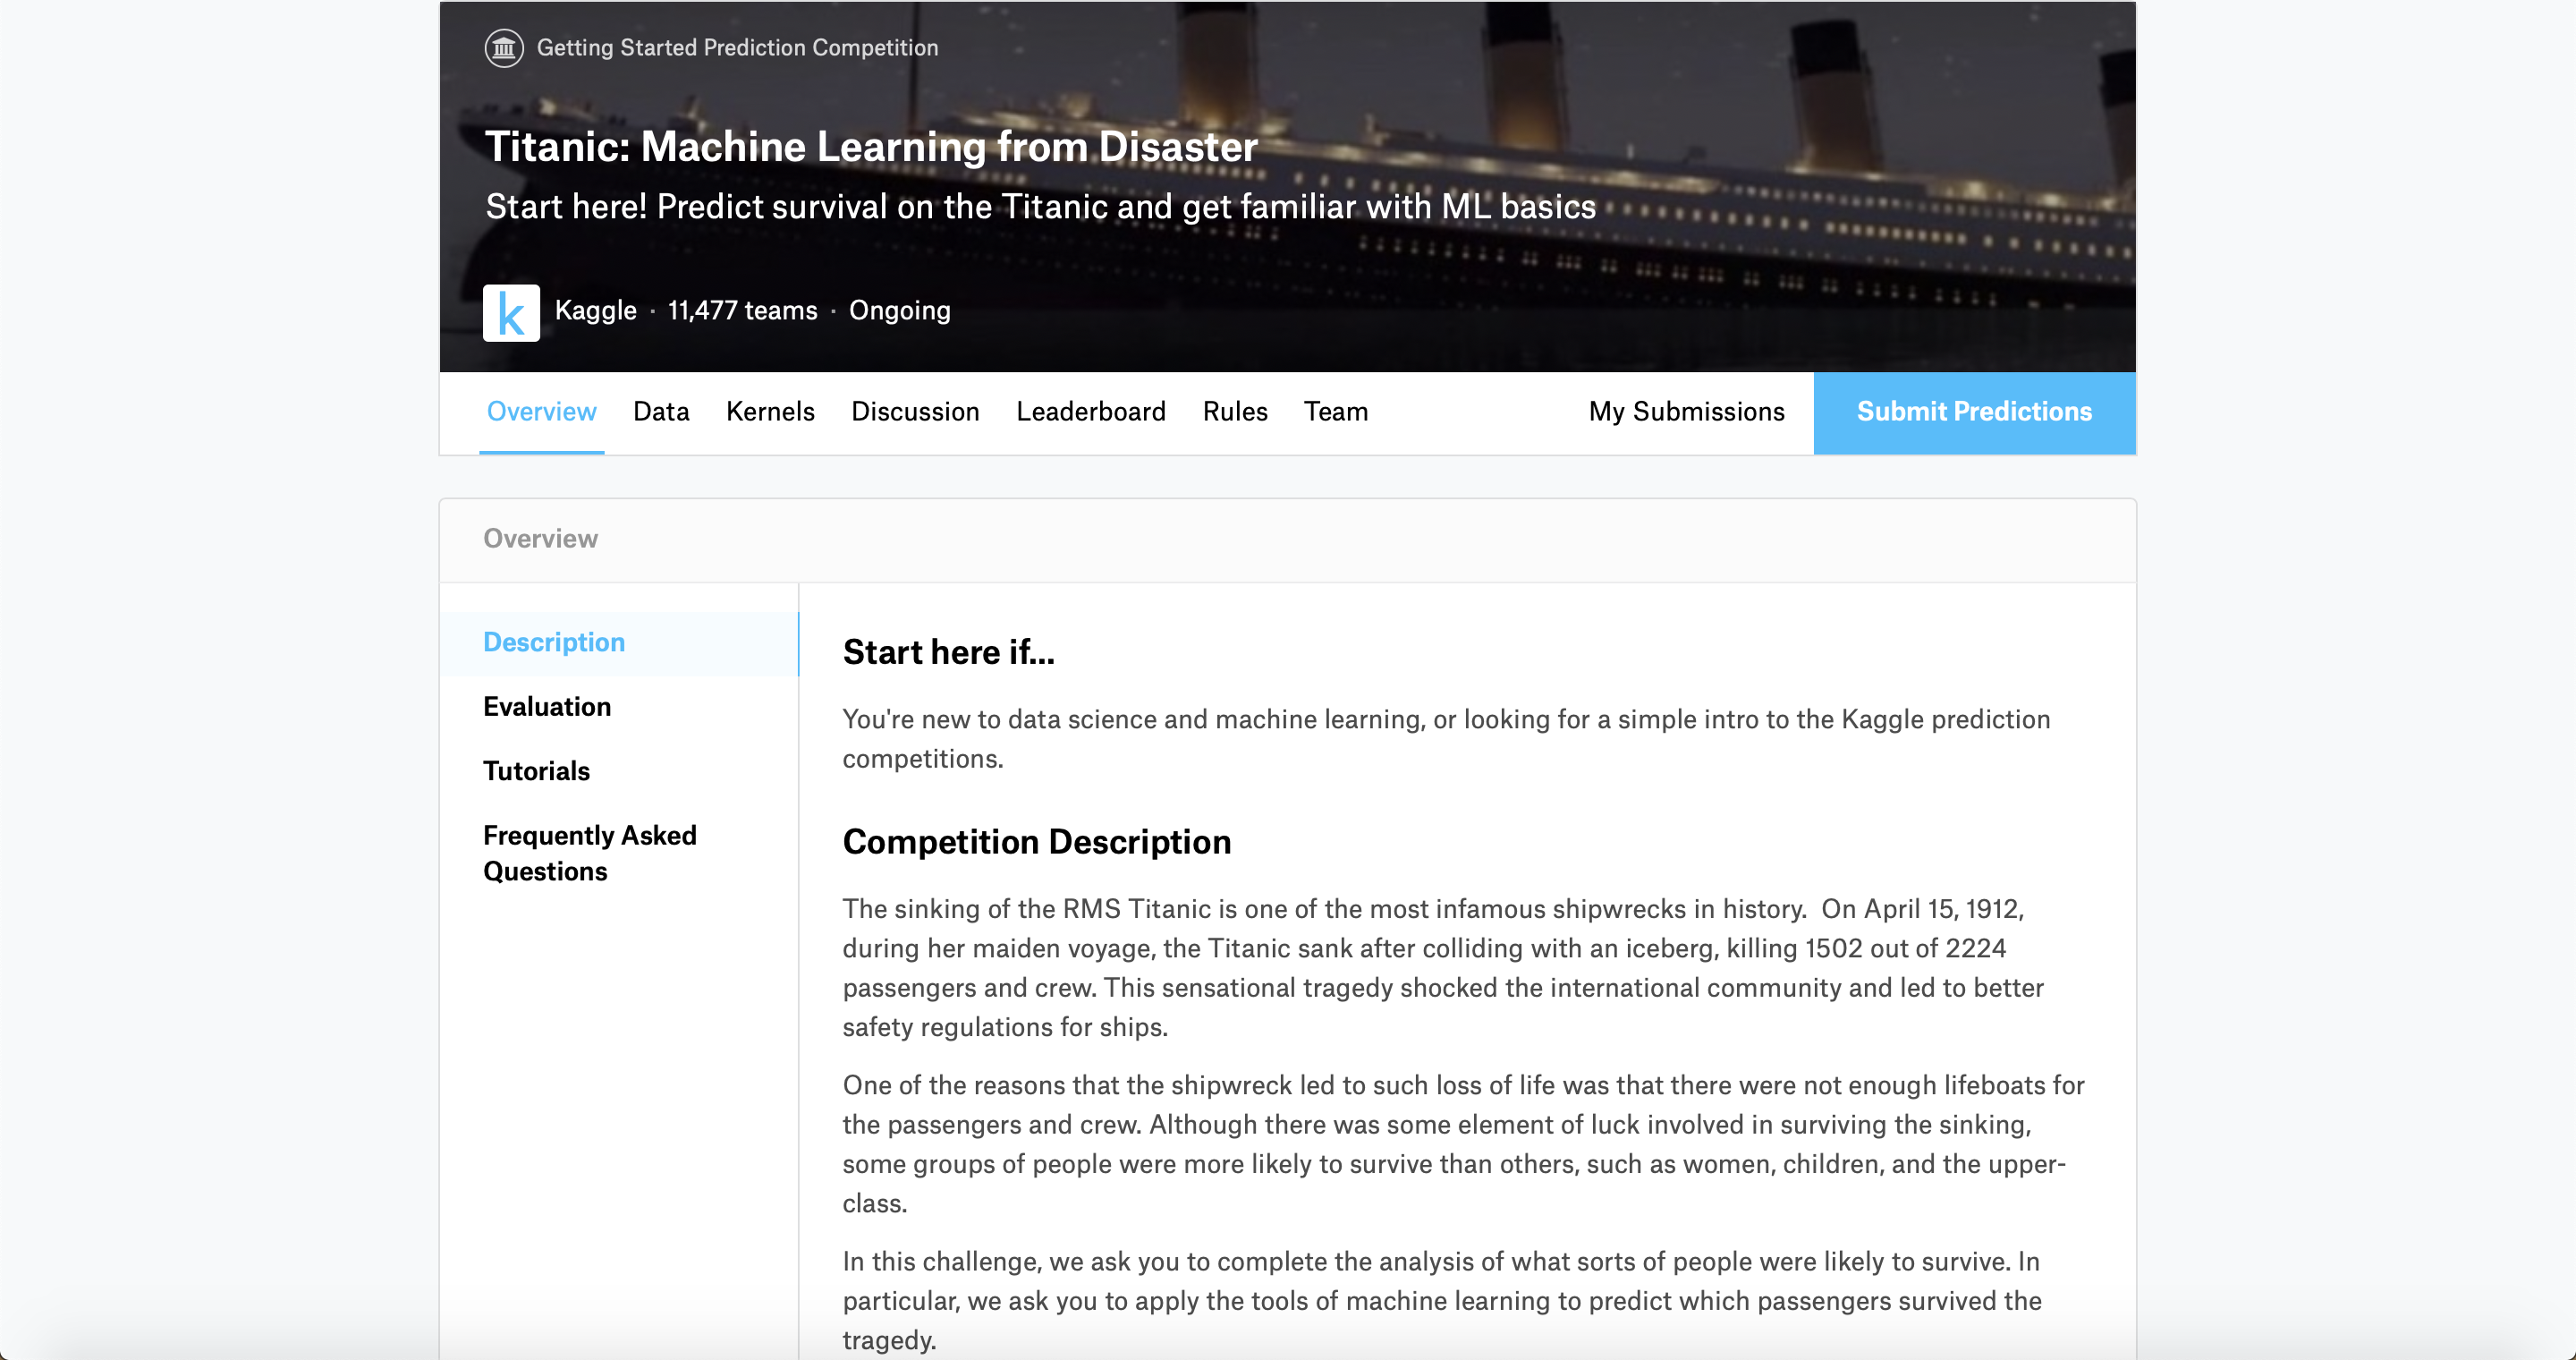 Getting Started Prediction Competition
Titanic: Machine Learning from Disaster
Start here! Predict survival on the Titanic and get familiar with ML basics
k Kaggle · 11,477 teams · Ongoing
Overview Data Kernels Discussion Leaderboard Rules Team My Submissions Submit Predictions
Overview
Description
Evaluation
Tutorials
Frequently Asked
Questions
Start here if...
You're new to data science and machine learning, or looking for a simple intro to the Kaggle prediction
competitions.
Competition Description
The sinking of the RMS Titanic is one of the most infamous shipwrecks in history.  On April 15, 1912,
during her maiden voyage, the Titanic sank after colliding with an iceberg, killing 1502 out of 2224
passengers and crew. This sensational tragedy shocked the international community and led to better
safety regulations for ships.
One of the reasons that the shipwreck led to such loss of life was that there were not enough lifeboats for
the passengers and crew. Although there was some element of luck involved in surviving the sinking,
some groups of people were more likely to survive than others, such as women, children, and the upper-
class.
In this challenge, we ask you to complete the analysis of what sorts of people were likely to survive. In
particular, we ask you to apply the tools of machine learning to predict which passengers survived the
tragedy.